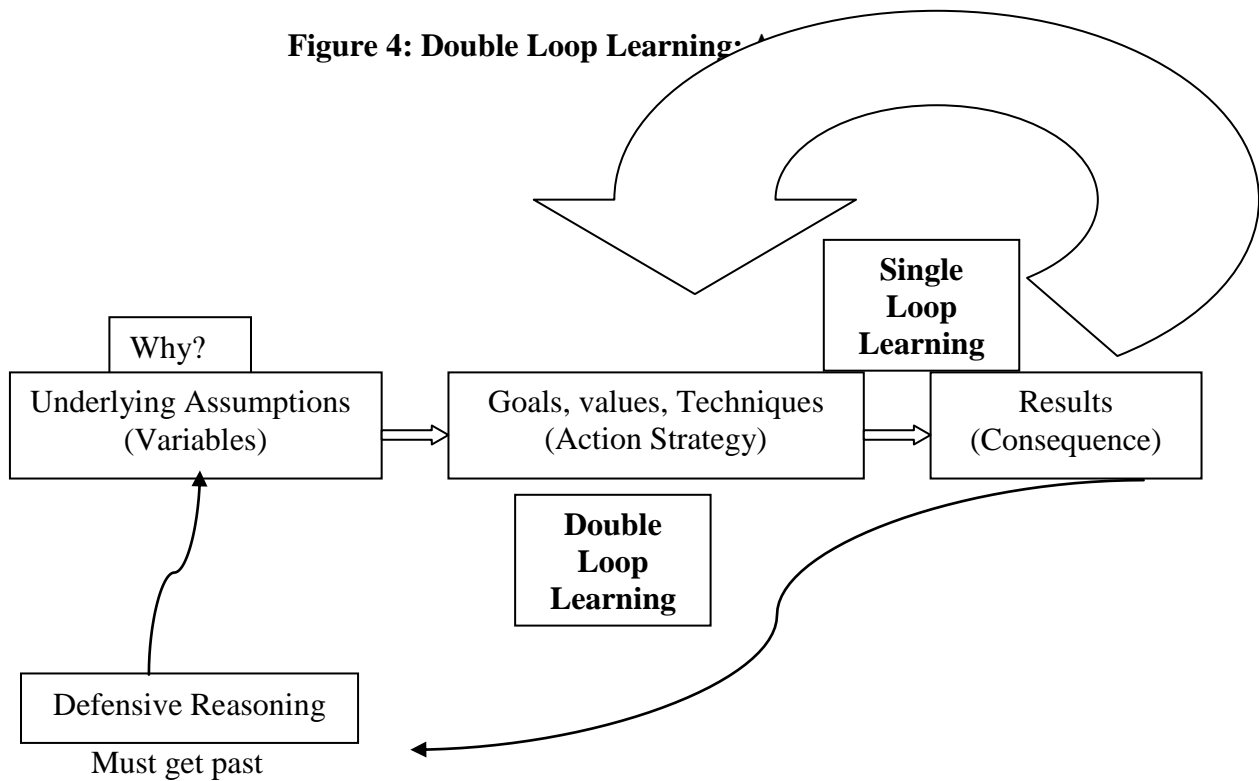 Figure 4: Double Loop Learning:
Single
Loop
Learning
Why?
Underlying Assumptions
(Variables)
Goals, values, Techniques
(Action Strategy)
Results
(Consequence)
Double
Loop
Learning
Defensive Reasoning
Must get past